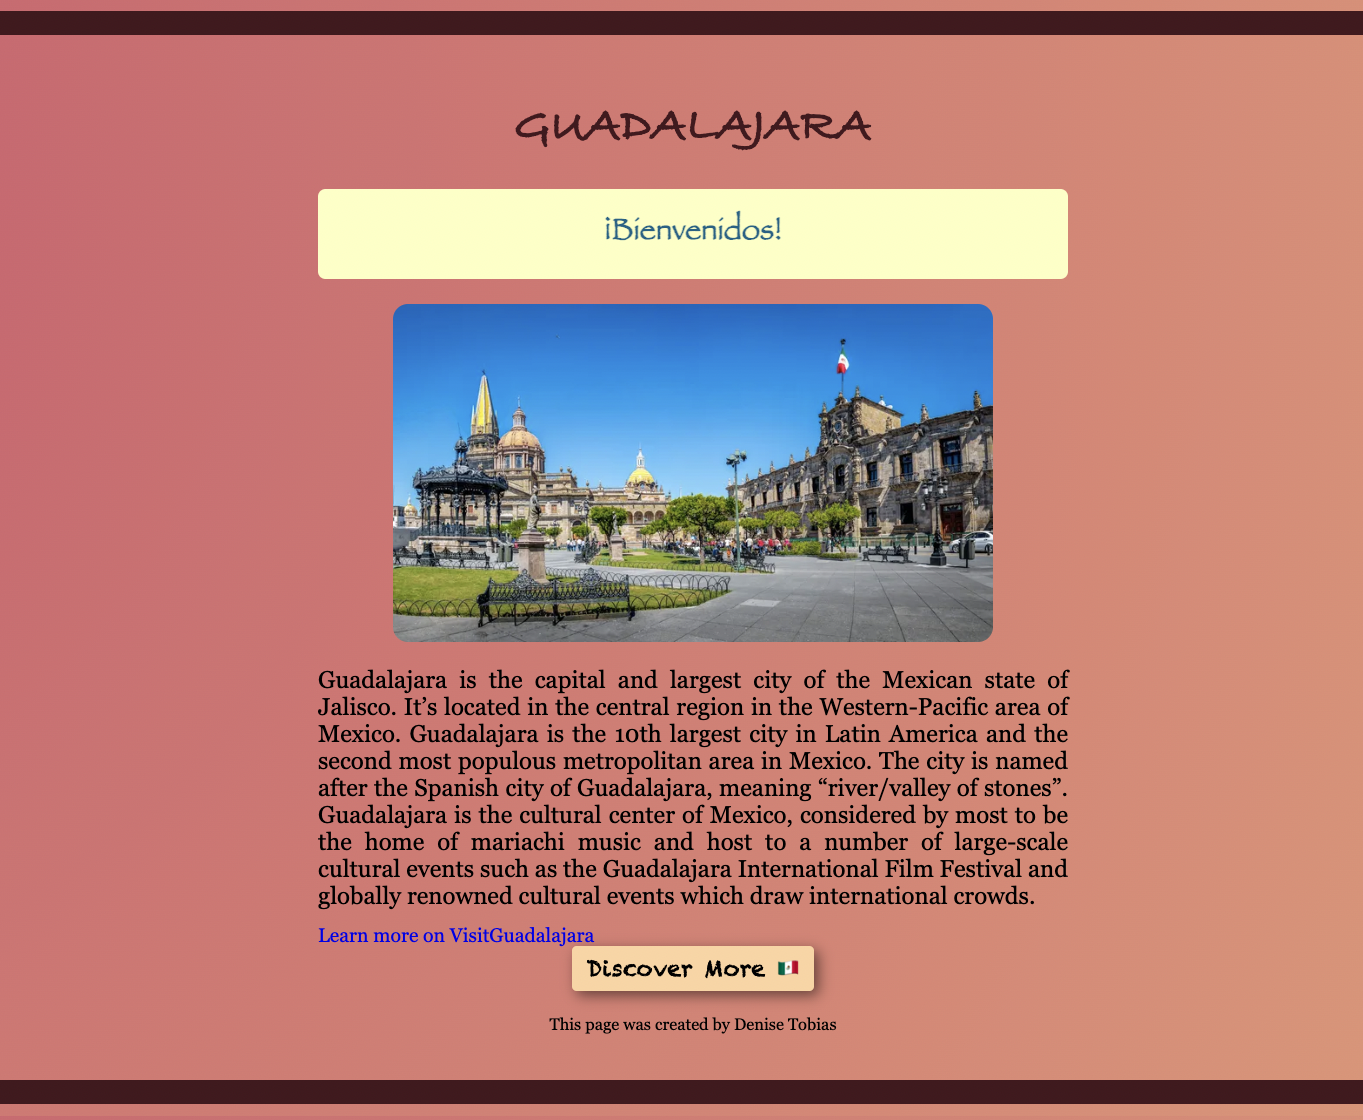 GUADALAJARA
¡Bienvenidos!
Guadalajara is the capital and largest city of the Mexican state of
Jalisco. It’s located in the central region in the Western-Pacific area of
Mexico. Guadalajara is the 10th largest city in Latin America and the
second most populous metropolitan area in Mexico. The city is named
after the Spanish city of Guadalajara, meaning “river/valley of stones”.
Guadalajara is the cultural center of Mexico, considered by most to be
the home of mariachi music and host to a number of large-scale
cultural events such as the Guadalajara International Film Festival and
globally renowned cultural events which draw international crowds.
Learn more on VisitGuadalajara
Discover More 🇲🇽
This page was created by Denise Tobias